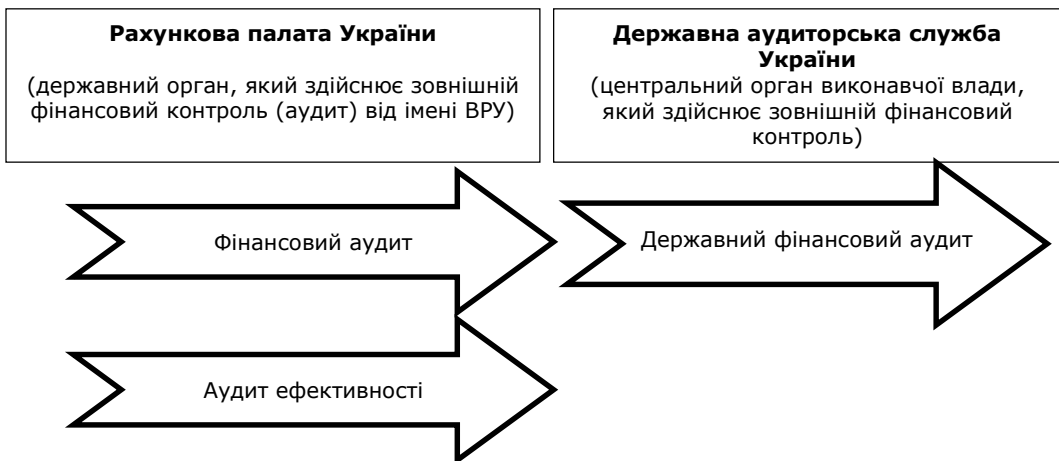 Рахункова палата України
(державний орган, який здійснює зовнішній
фінансовий контроль (аудит) від імені ВРУ)
Державна аудиторська служба
України
(центральний орган виконавчої влади,
який здійснює зовнішній фінансовий
контроль)
Фінансовий аудит
Державний фінансовий аудит
Аудит ефективності